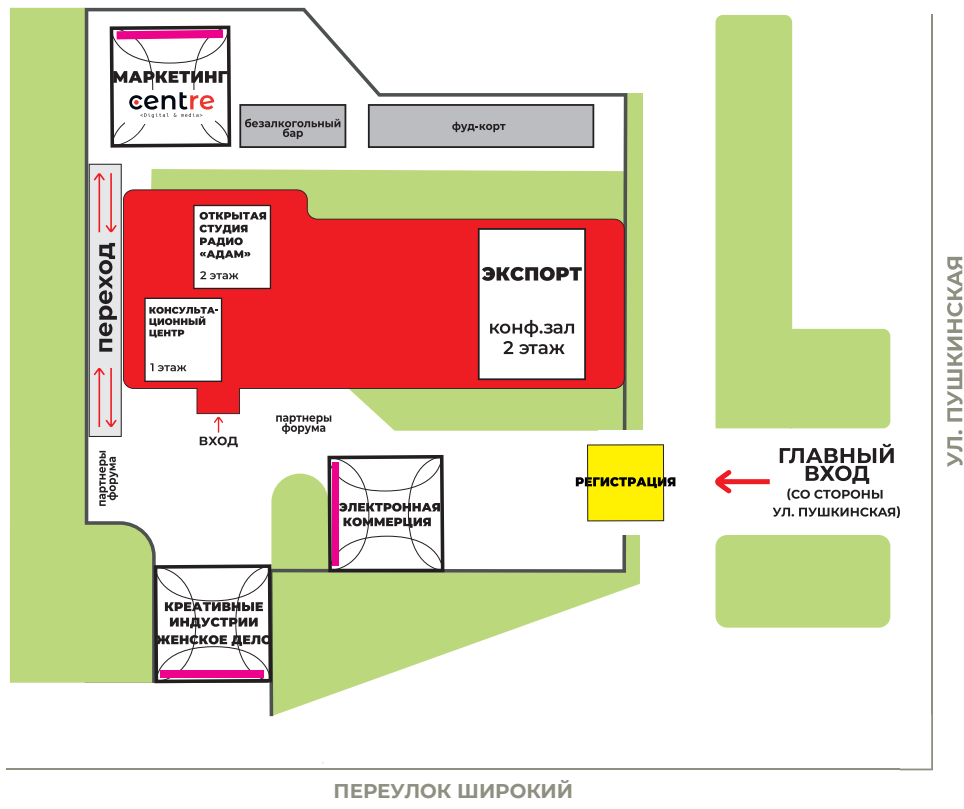 МАРКЕТИНГ
centre
<Digital & media>
безалкогольный
бар
фуд-корт
переход
ОТКРЫТАЯ
СТУДИЯ
РАДИО
«АДАМ»
2 этаж
КОНСУЛЬТА-
ЦИОННЫЙ
ЦЕНТР
1 этаж
ЭКСПОРТ
конф.зал
2 этаж
ВХОД
партнеры
форума
партнеры
форума
ЭЛЕКТРОННАЯ
КОММЕРЦИЯ
РЕГИСТРАЦИЯ
ГЛАВНЫЙ
ВХОД
(СО СТОРОНЫ
УЛ. ПУШКИНСКАЯ)
КРЕАТИВНЫЕ
ИНДУСТРИИ
ЖЕНСКОЕ ДЕЛО
УЛ. ПУШКИНСКАЯ
ПЕРЕУЛОК ШИРОКИЙ